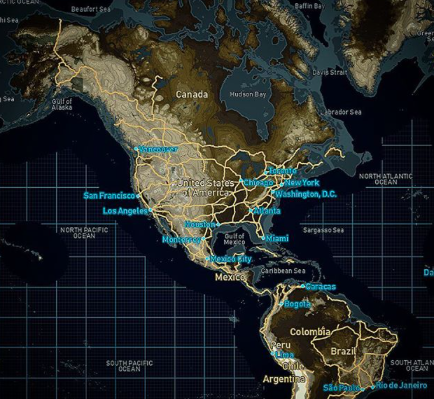 Beaufort Sea
Baffin Bay
Davis Strait
Gulf of
Alaska
Canada
Hudson Bay
Labrador Sea
Vancouver
Toronto
United States
of America
Chicago
New York
NORTH ATLANTIC
OCEAN
San Francisco
Washington, D.C.
Los Angeles
Atlanta
Houston
NORTH PACIFIC
OCEAN
Monterrey
Gulf of
Mexico
Miami
Sargasso Sea
Mexico City
Caribbean Sea
Mexico
Caracas
Bogota
Colombia
Peru
Lima
Brazil
SOUTH PACIFIC
OCEAN
Chile
SOUTH ATLAN
OCEAN
Argentina
São Paulo
Rio de Janeiro